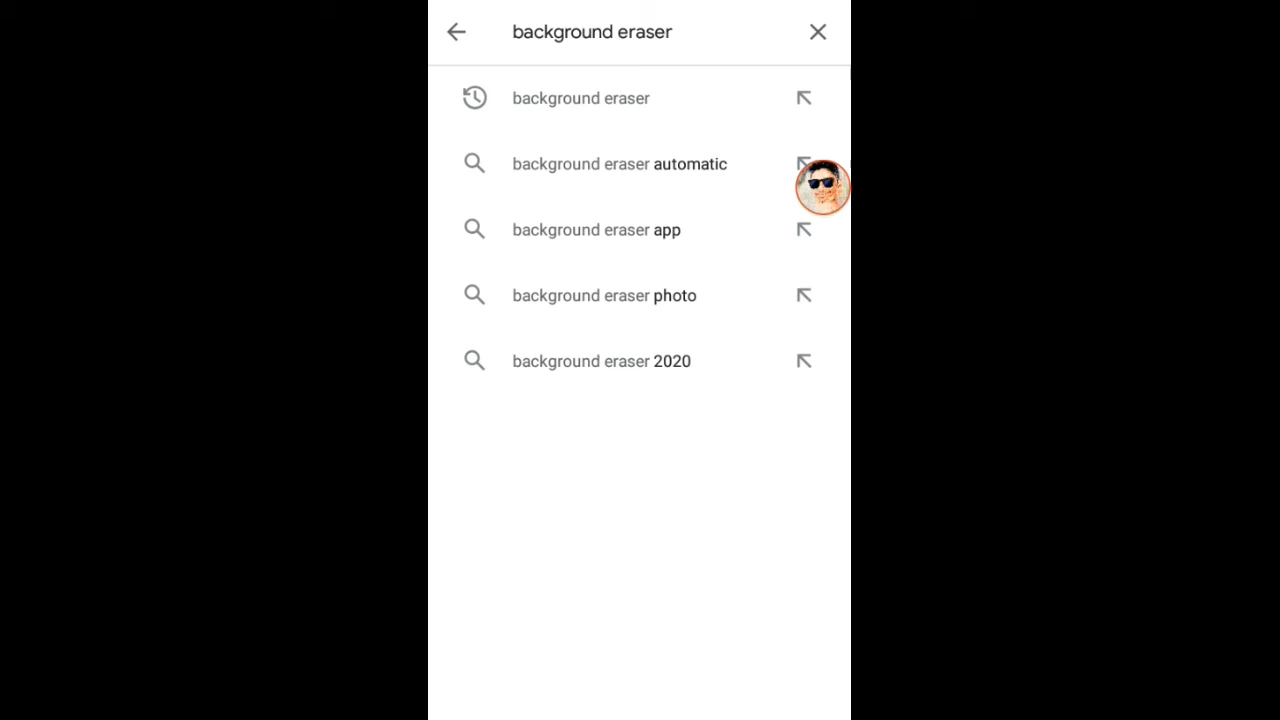 background eraser
background eraser
background eraser automatic
background eraser app
background eraser photo
background eraser 2020